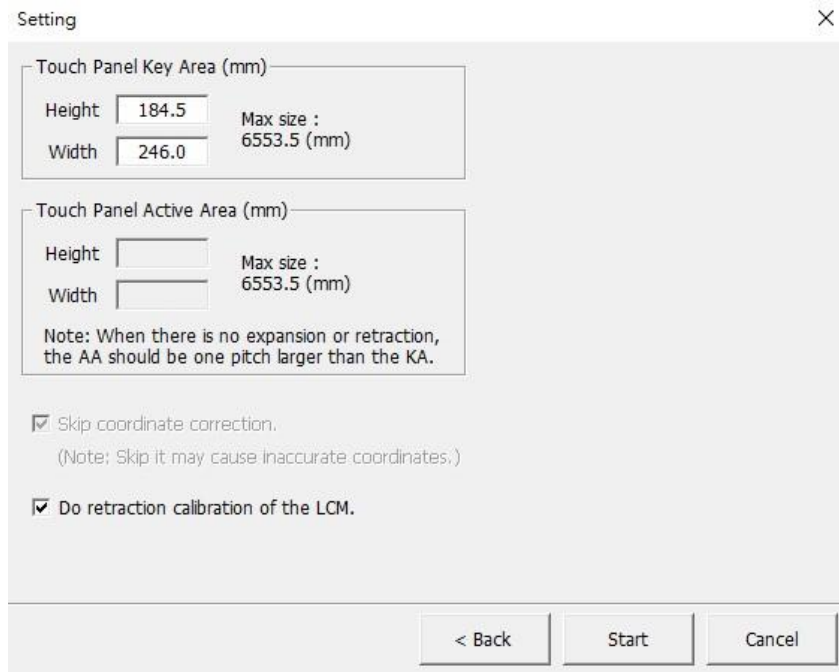 Setting
Touch Panel Key Area (mm)
Height 184.5
Max size :
6553.5 (mm)
Width 246.0
Touch Panel Active Area (mm)
Height
Max size :
6553.5 (mm)
Width
Note: When there is no expansion or retraction,
the AA should be one pitch larger than the KA.
Skip coordinate correction.
(Note: Skip it may cause inaccurate coordinates.)
Do retraction calibration of the LCM.
< Back Start Cancel